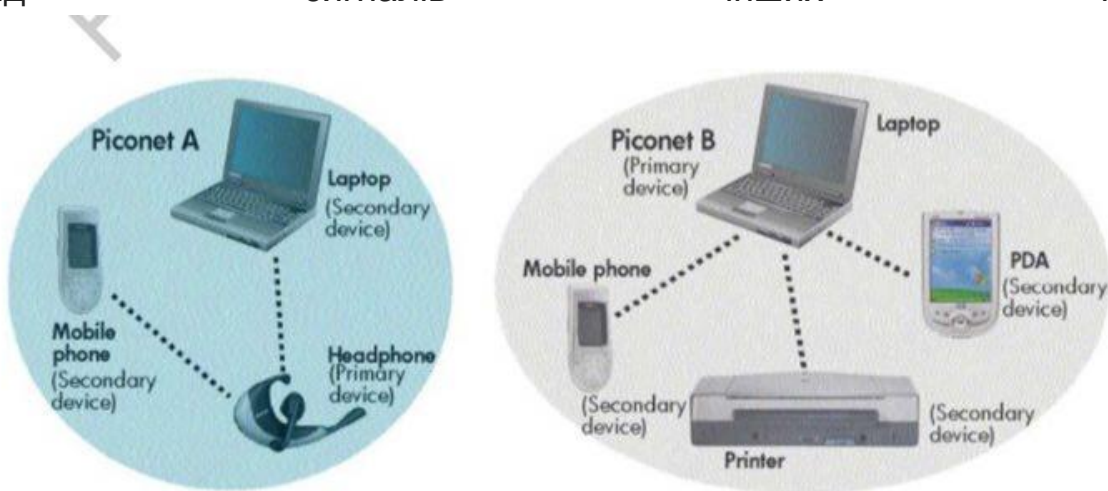 Piconet A
Laptop
(Secondary
device)
Mobile
phone
(Secondary
device)
Headphone
(Primary
device)
Piconet B
(Primary
device)
Laptop
Mobile phone
(Secondary
device)
PDA
(Secondary
device)
(Secondary
device)
Printer